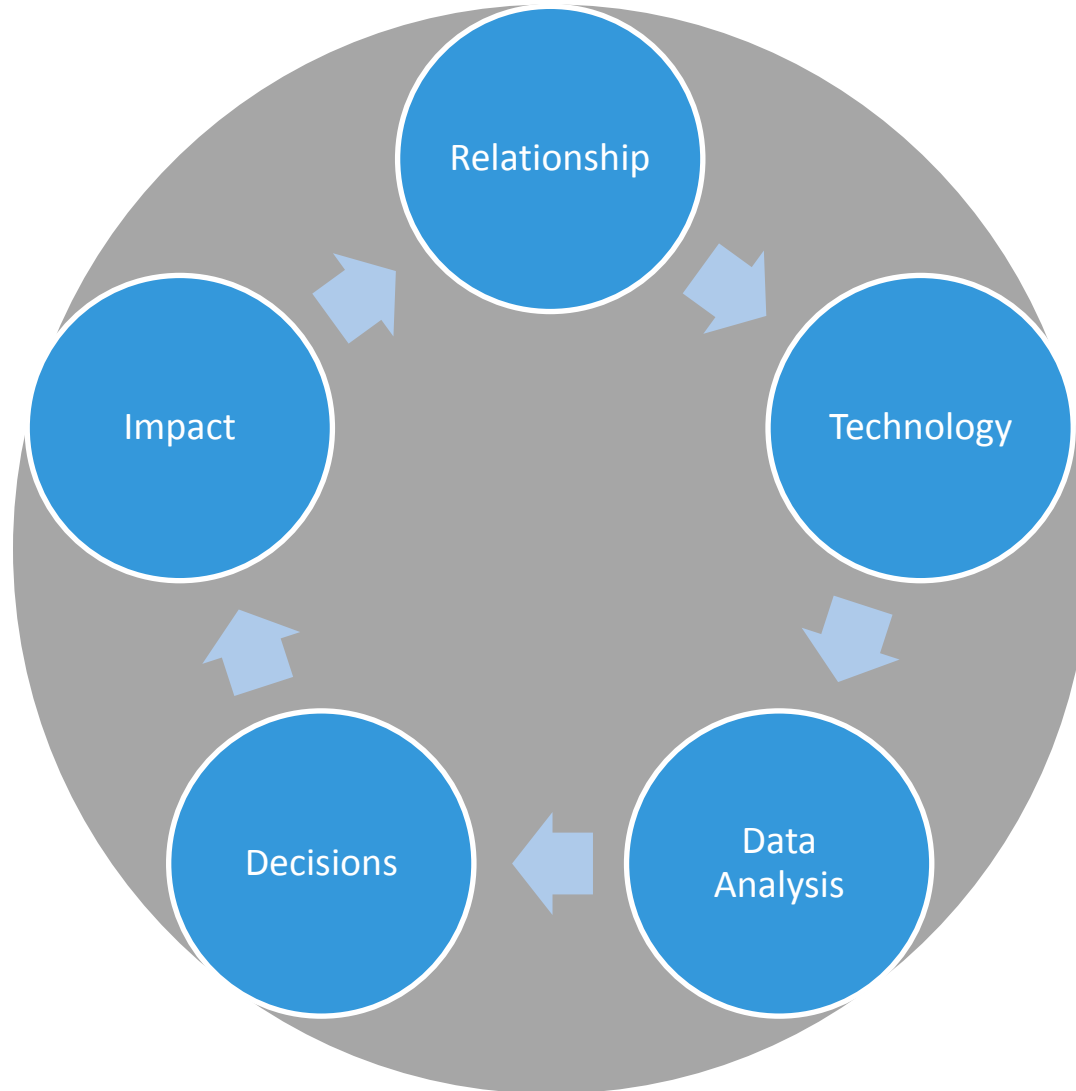 Relationship
Technology
Data
Analysis
Decisions
Impact